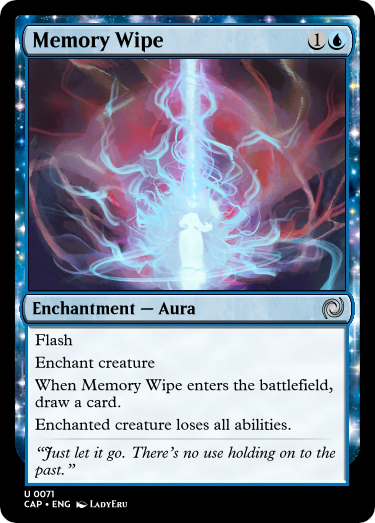 Memory Wipe 1
Enchantment — Aura
Flash
Enchant creature
When Memory Wipe enters the battlefield,
draw a card.
Enchanted creature loses all abilities.
“Just let it go. There's no use holding on to the
past.”
U 0071
CAP • ENG LadyEru